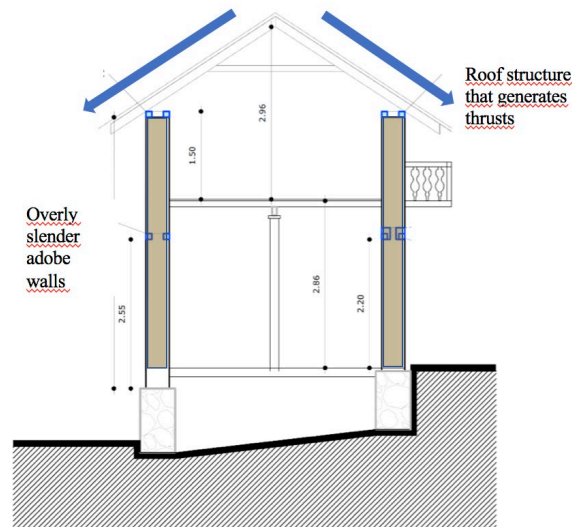 Roof structure
that generates
thrusts
2.96
1.50
Overly
slender
adobe
walls
2.86
2.20
2.55